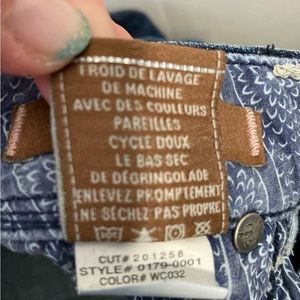 FROID DE LAVAGE
DE MACHINE
AVEC DES COULEURS
PAREILLES
CYCLE DOUX
LE BAS SEC
DE DÉGRINGOLADE
ENLEVEZ PROMPTEMENT
NE SÉCHEZ PAS PROPRE
CUT# 201258
STYLE# 0179-0001
COLOR# WC032